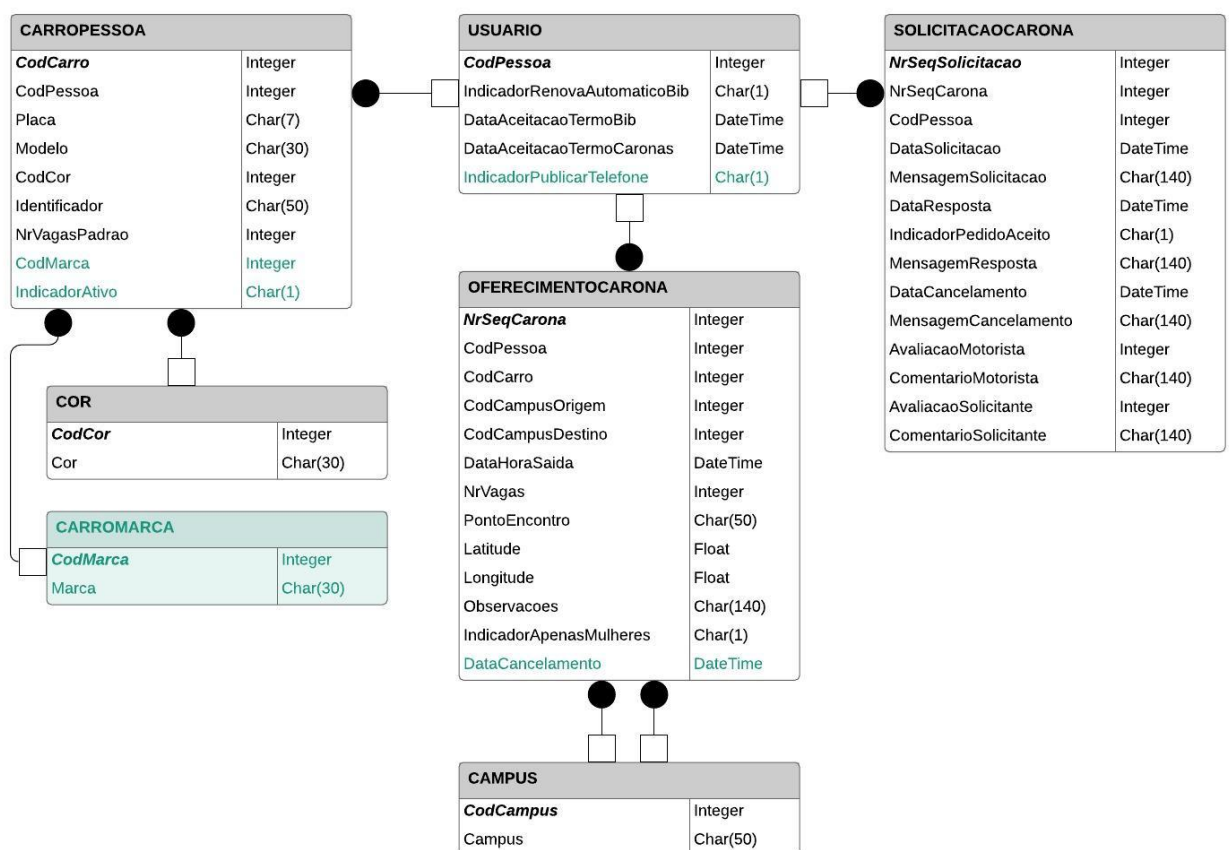 CARROPESSOA
CodCarro Integer
CodPessoa Integer
Placa Char(7)
Modelo Char(30)
CodCor Integer
Identificador Char(50)
NrVagasPadrao Integer
CodMarca Integer
IndicadorAtivo Char(1)
USUARIO
CodPessoa Integer
IndicadorRenovaAutomaticoBib Char(1)
DataAceitacaoTermoBib DateTime
DataAceitacaoTermoCaronas DateTime
IndicadorPublicarTelefone Char(1)
SOLICITACAOCARONA
NrSeqSolicitacao Integer
NrSeqCarona Integer
CodPessoa Integer
DataSolicitacao DateTime
MensagemSolicitacao Char(140)
DataResposta DateTime
IndicadorPedidoAceito Char(1)
MensagemResposta Char(140)
DataCancelamento DateTime
MensagemCancelamento Char(140)
AvaliacaoMotorista Integer
ComentarioMotorista Char(140)
AvaliacaoSolicitante Integer
ComentarioSolicitante Char(140)
COR
CodCor Integer
Cor Char(30)
CARROMARCA
CodMarca Integer
Marca Char(30)
OFERECIMENTOCARONA
NrSeqCarona Integer
CodPessoa Integer
CodCarro Integer
CodCampusOrigem Integer
CodCampusDestino Integer
DataHoraSaida DateTime
NrVagas Integer
PontoEncontro Char(50)
Latitude Float
Longitude Float
Observacoes Char(140)
IndicadorApenasMulheres Char(1)
DataCancelamento DateTime
CAMPUS
CodCampus Integer
Campus Char(50)